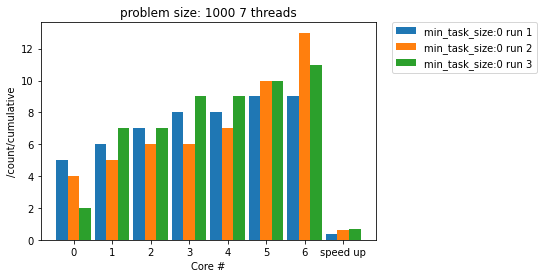 problem size: 1000 7 threads
min_task_size:0 run 1
min_task_size:0 run 2
min_task_size:0 run 3
/count/cumulative
12
10
8
6
4
2
0
0 1 2 3 4 5 6 speed up
Core #